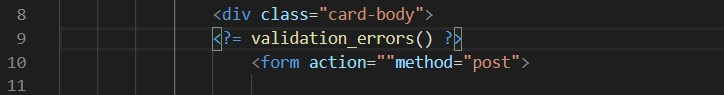 8 <div class="card-body">
9 <?= validation_errors() ?>
10 <form action=""method="post">
11